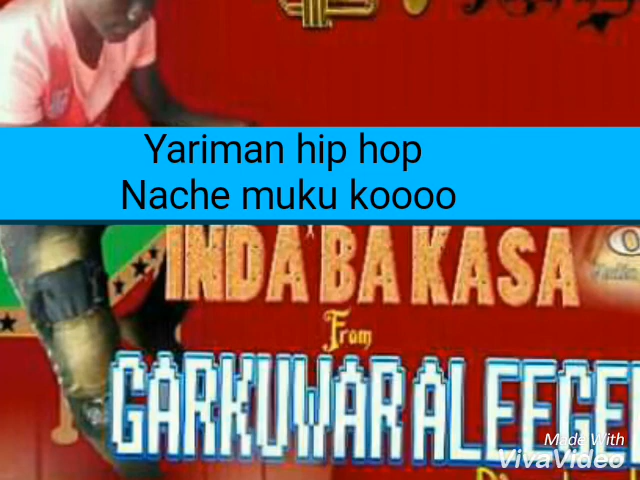 Yariman hip hop
Nache muku koooo
INDA BA KASA
From
GARKUWAR ALEEGE
Made With
VivaVideo